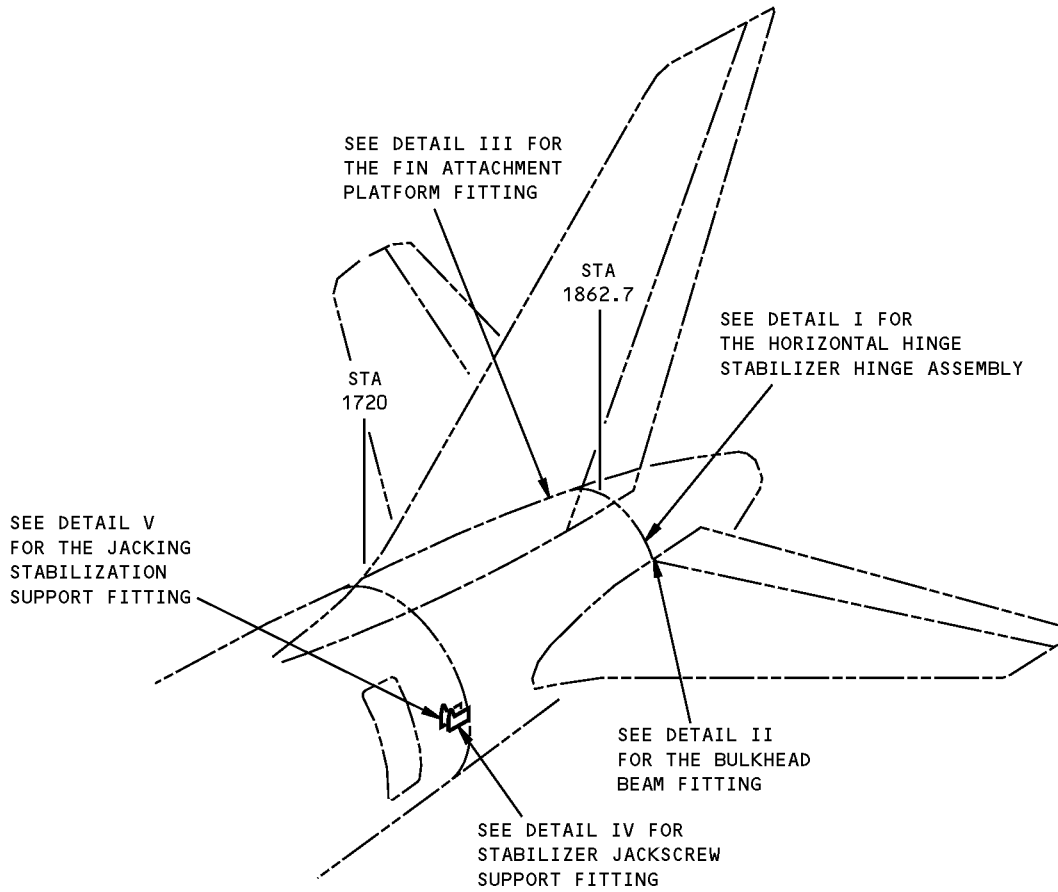 SEE DETAIL III FOR
THE FIN ATTACHMENT
PLATFORM FITTING
STA
1862.7
SEE DETAIL I FOR
THE HORIZONTAL HINGE
STABILIZER HINGE ASSEMBLY
STA
1720
SEE DETAIL V
FOR THE JACKING
STABILIZATION
SUPPORT FITTING
SEE DETAIL II
FOR THE BULKHEAD
BEAM FITTING
SEE DETAIL IV FOR
STABILIZER JACKSCREW
SUPPORT FITTING